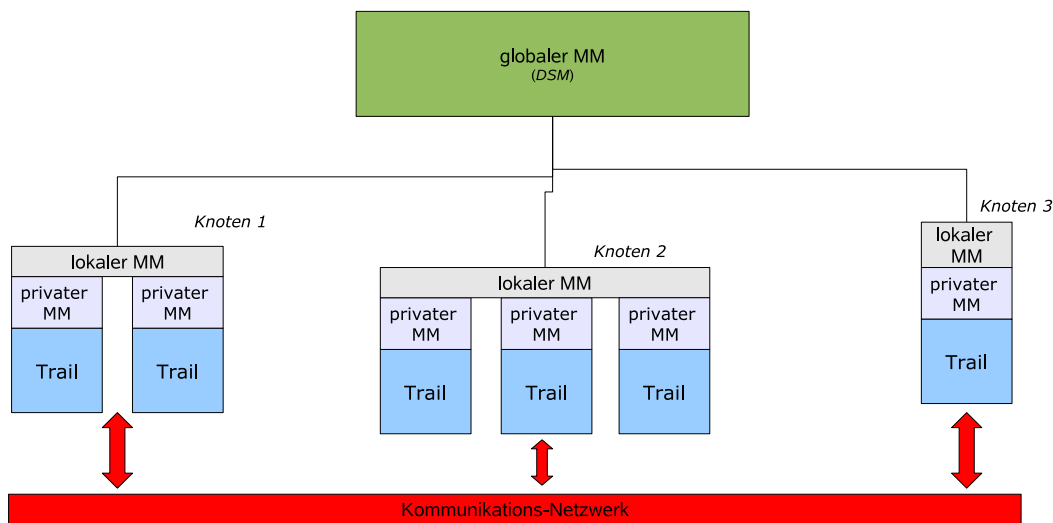 globaler MM
(DSM)
Knoten 1
lokaler MM
privater
MM
privater
MM
Trail
Trail
Knoten 2
lokaler MM
privater
MM
privater
MM
privater
MM
Trail
Trail
Trail
Knoten 3
lokaler
MM
privater
MM
Trail
Kommunikations-Netzwerk